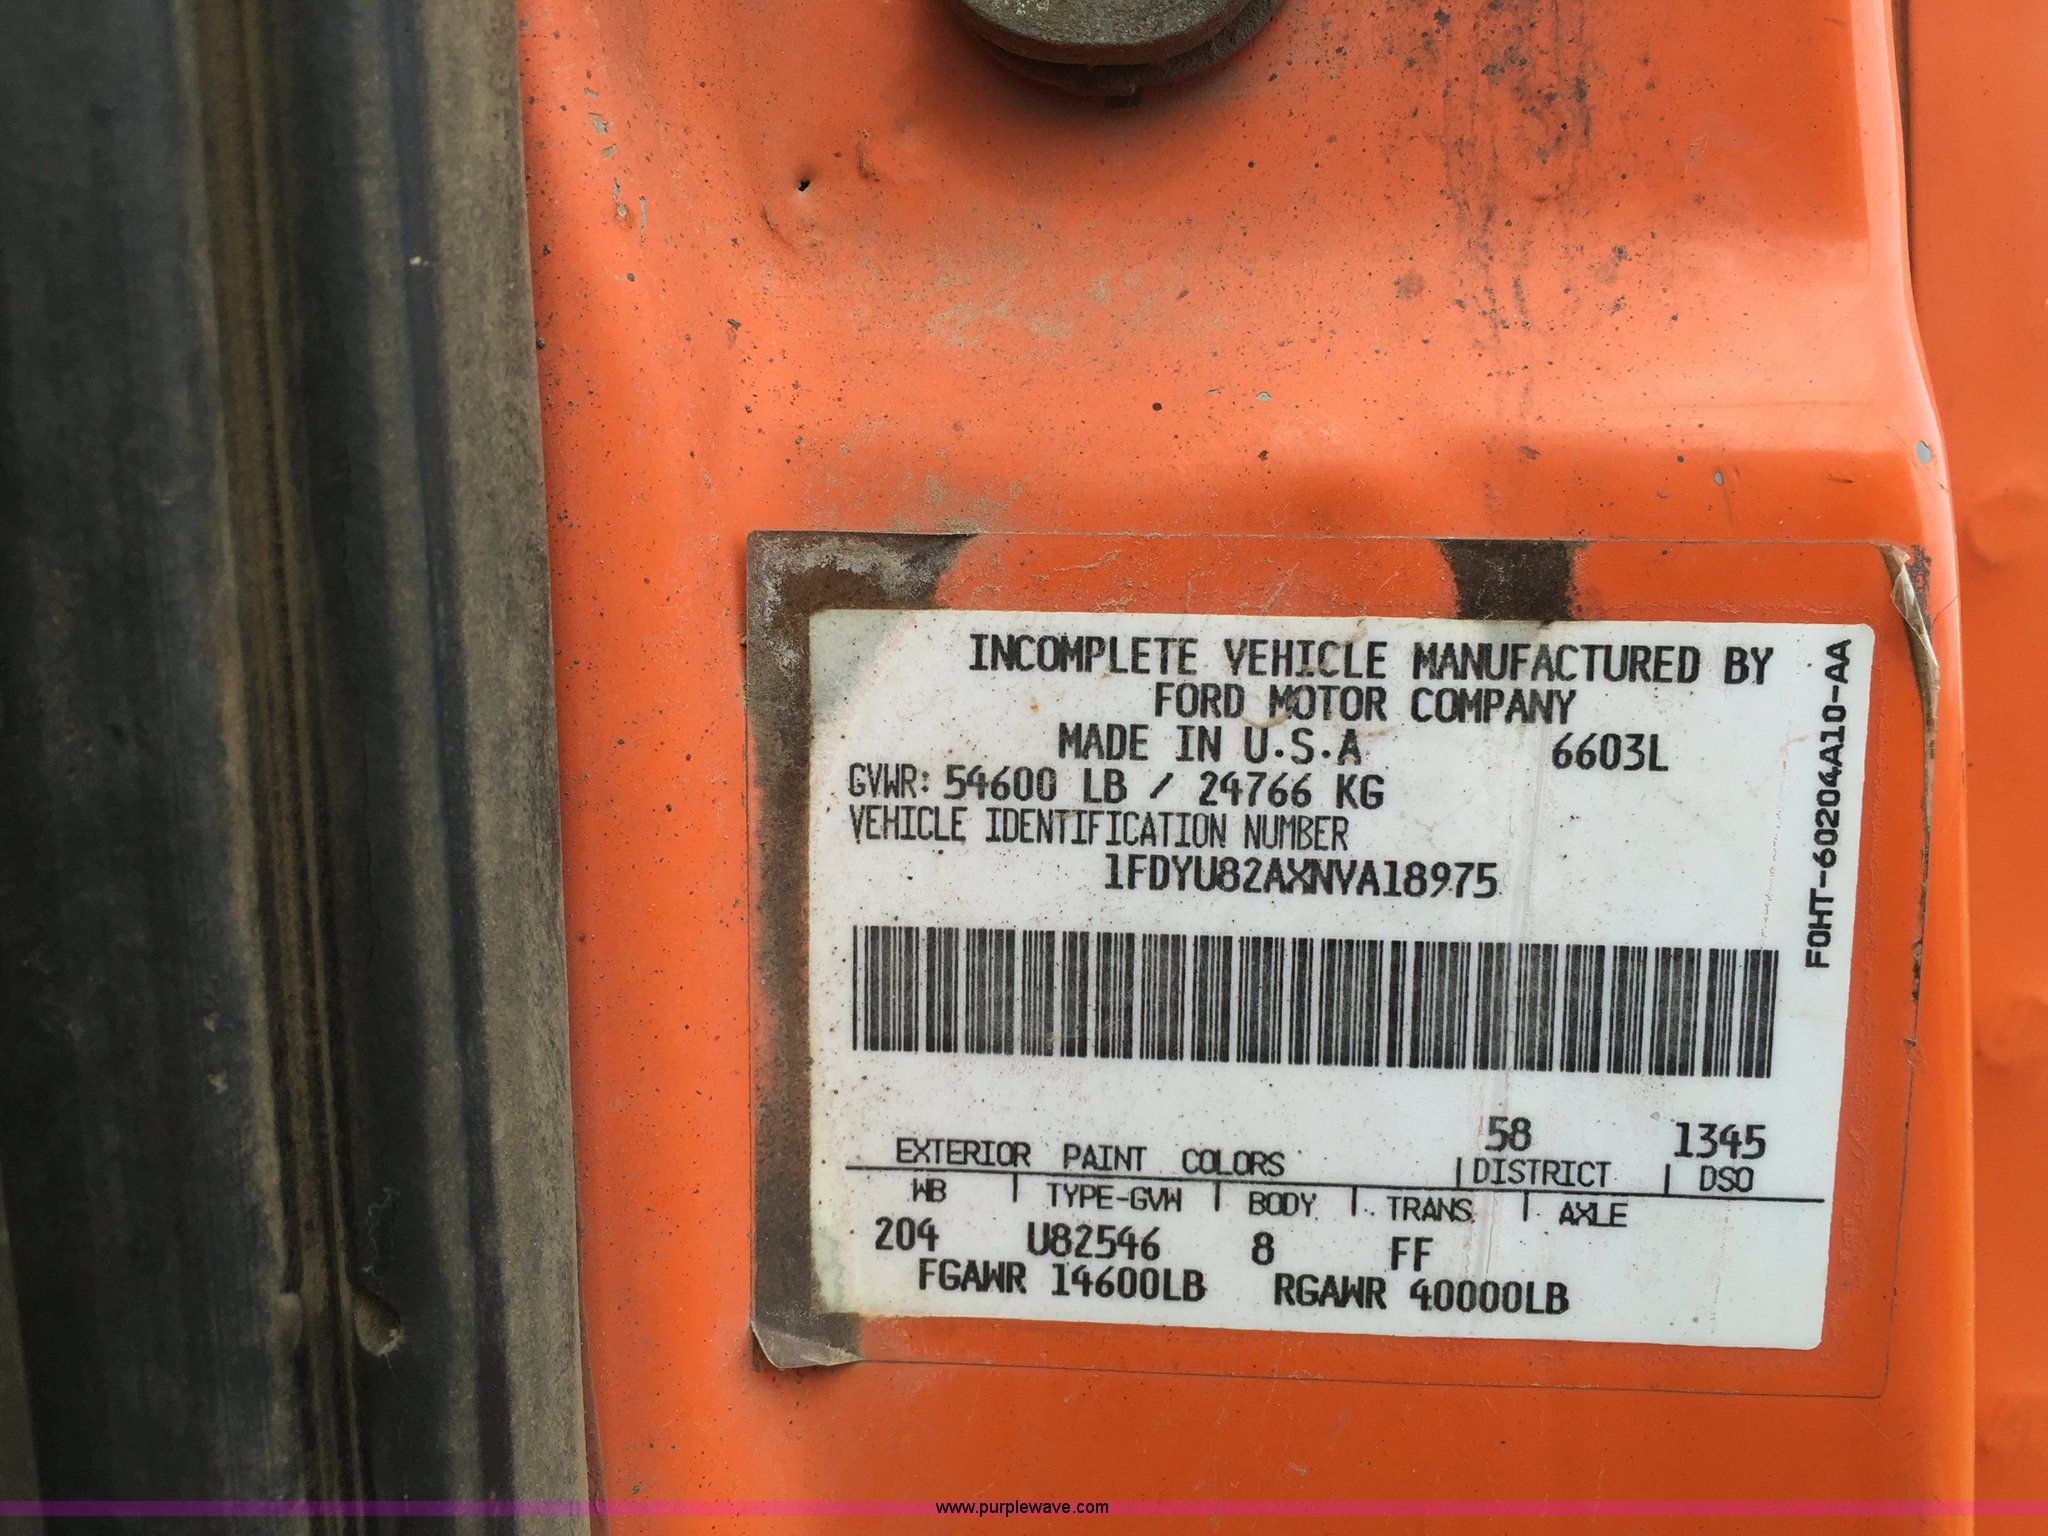 INCOMPLETE VEHICLE MANUFACTURED BY
FORD MOTOR COMPANY
MADE IN U.S.A 6603L
GVWR: 54600 LB / 24766 KG
VEHICLE IDENTIFICATION NUMBER
1FDYU82AXNVA18975
F0HT-60204A10-AA
58 1345
EXTERIOR PAINT COLORS | DISTRICT | DSO
WB | TYPE-GVW | BODY | TRANS | AXLE
204 U82546 8 FF
FGAWR 14600LB RGAWR 40000LB
www.purplewave.com